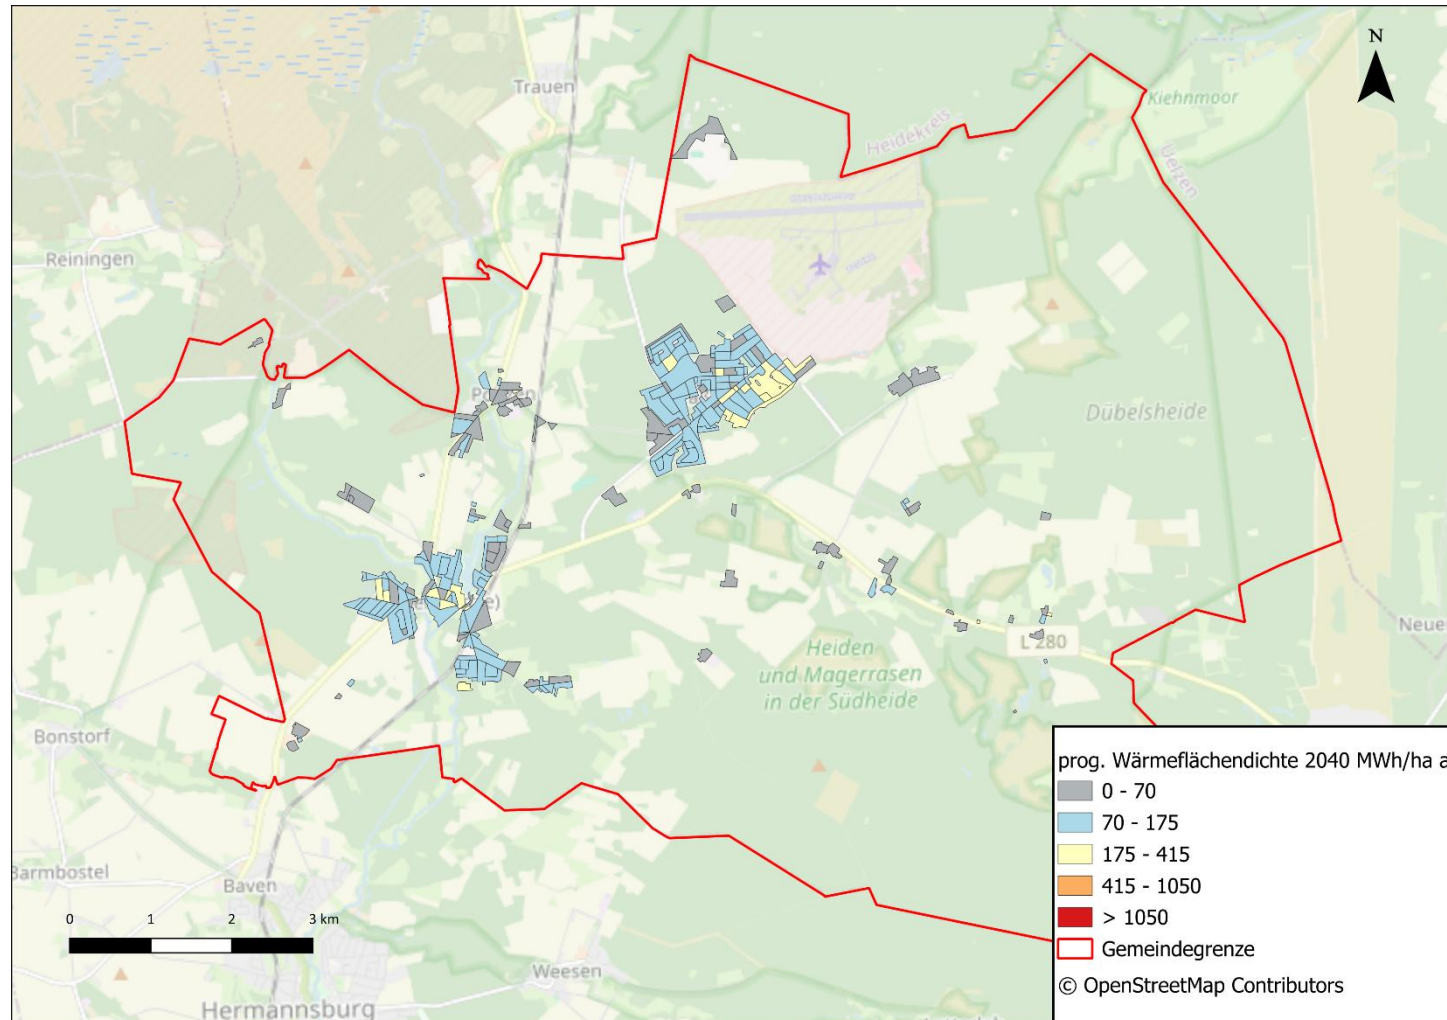 N
Trauen
Kiehnmoor
Heidekreis
Uelzen
Reiningen
Dübelsheide
L 280
Neue
Heiden
und Magerrasen
in der Südheide
Bonstorf
Barmbostel
Baven
Weesen
Hermannsburg
0 1 2 3 km
prog. Wärmeflächendichte 2040 MWh/ha a
0 - 70
70 - 175
175 - 415
415 - 1050
> 1050
Gemeindegrenze
© OpenStreetMap Contributors